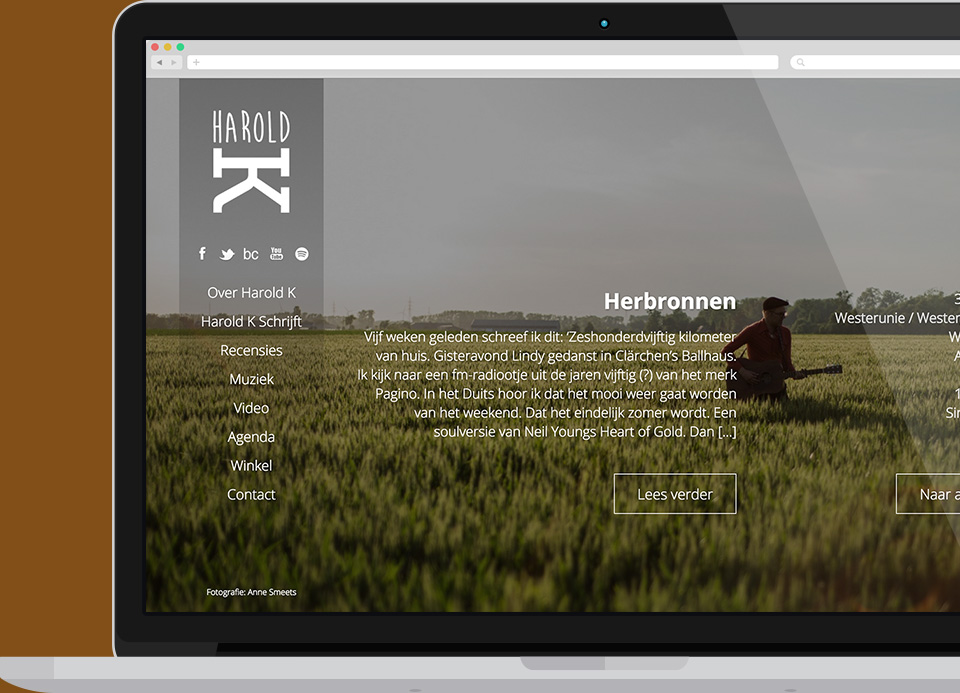 HAROLD
K
f bc You Tube
Over Harold K
Harold K Schrijft
Recensies
Muziek
Video
Agenda
Winkel
Contact
Fotografie: Anne Smeets
Herbronnen
Vijf weken geleden schreef ik dit: ‘Zeshonderdvijftig kilometer
van huis. Gisteravond Lindy gedanst in Clärchen’s Ballhaus.
Ik kijk naar een fm-radiootje uit de jaren vijftig (?) van het merk
Pagino. In het Duits hoor ik dat het mooi weer gaat worden
van het weekend. Dat het eindelijk zomer wordt. Een
soulversie van Neil Youngs Heart of Gold. Dan [...]
Lees verder
3
Westerunie / Wester
W
A
1
Sin
Naar a